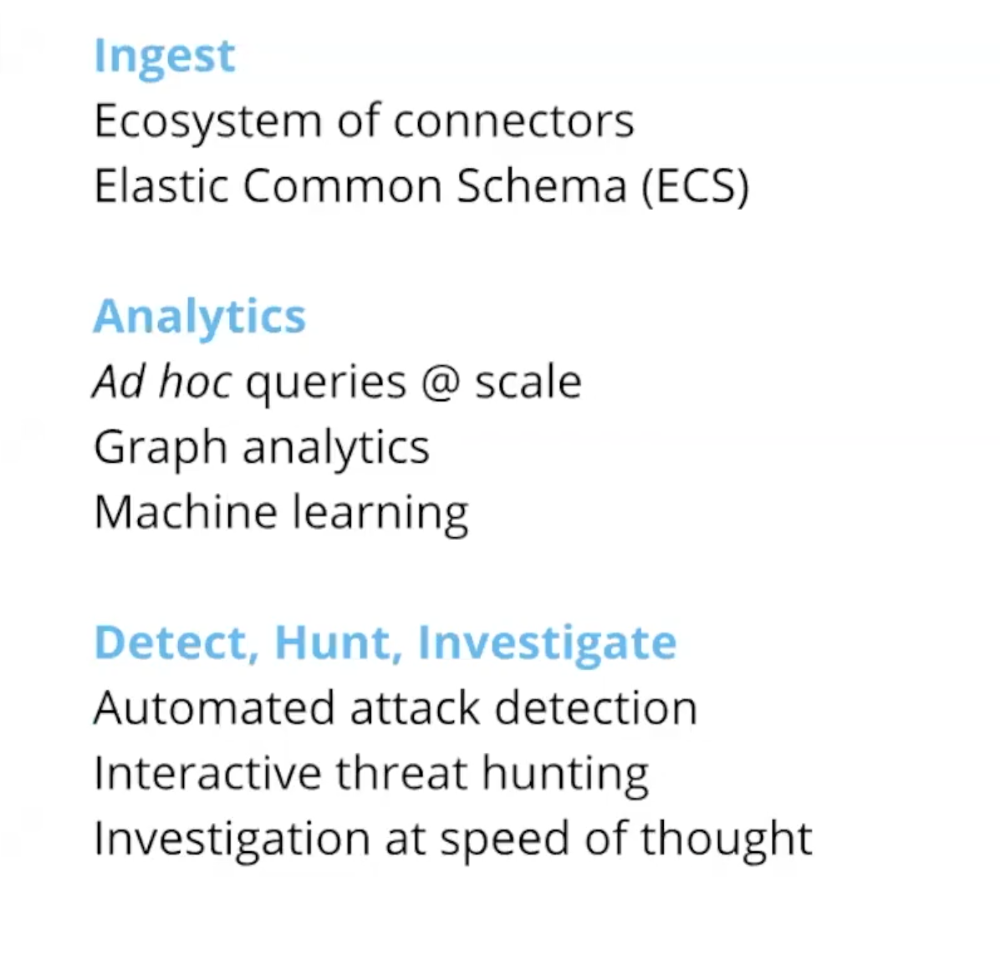 Ingest
Ecosystem of connectors
Elastic Common Schema (ECS)
Analytics
Ad hoc queries @ scale
Graph analytics
Machine learning
Detect, Hunt, Investigate
Automated attack detection
Interactive threat hunting
Investigation at speed of thought